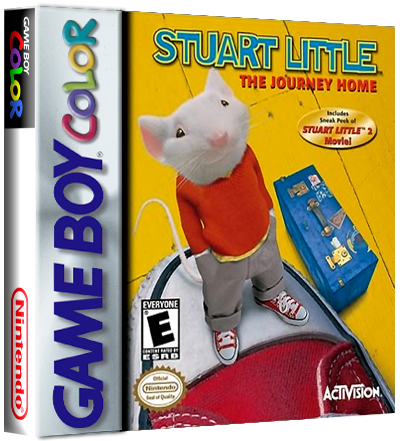 GAME BOY
COLOR
Nintendo
GAME BOY COLOR
STUART LITTLE™
THE JOURNEY HOME
Includes
Sneak Peek of
STUART LITTLE™ 2
Movie!
EVERYONE
E
CONTENT RATED BY
ESRB
Official
Nintendo
Seal of Quality
ACTIVISION.